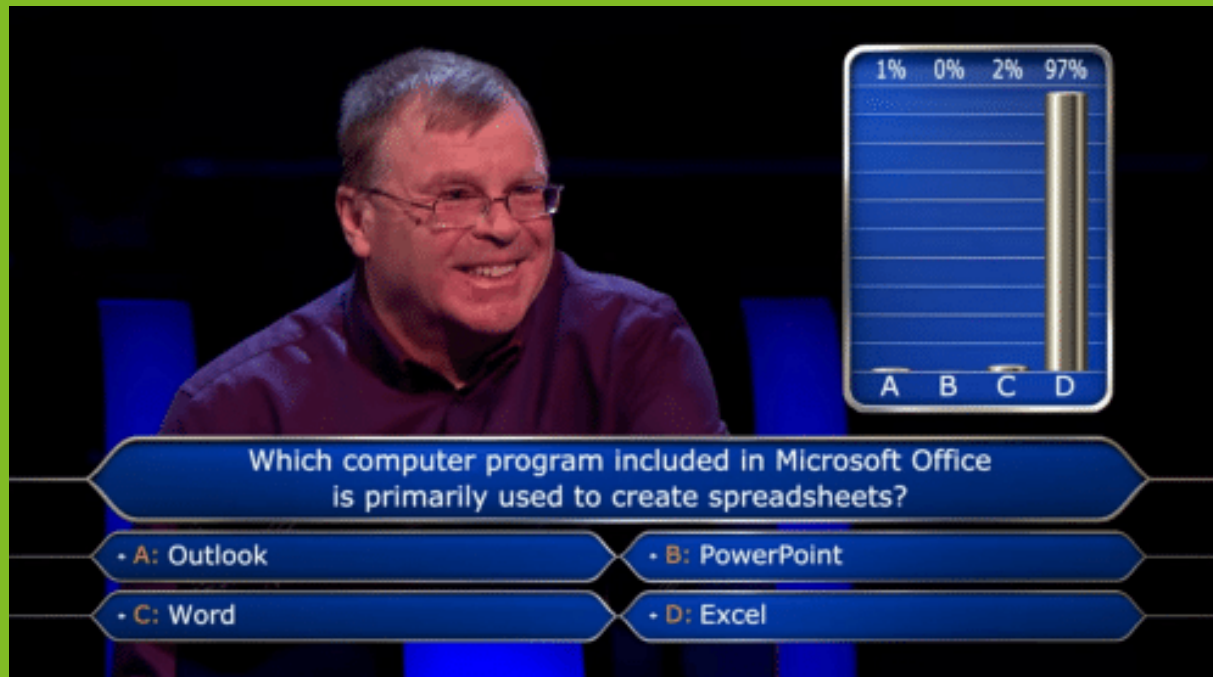 1% 0% 2% 97%
A B C D
Which computer program included in Microsoft Office
is primarily used to create spreadsheets?
A: Outlook
B: PowerPoint
C: Word
D: Excel